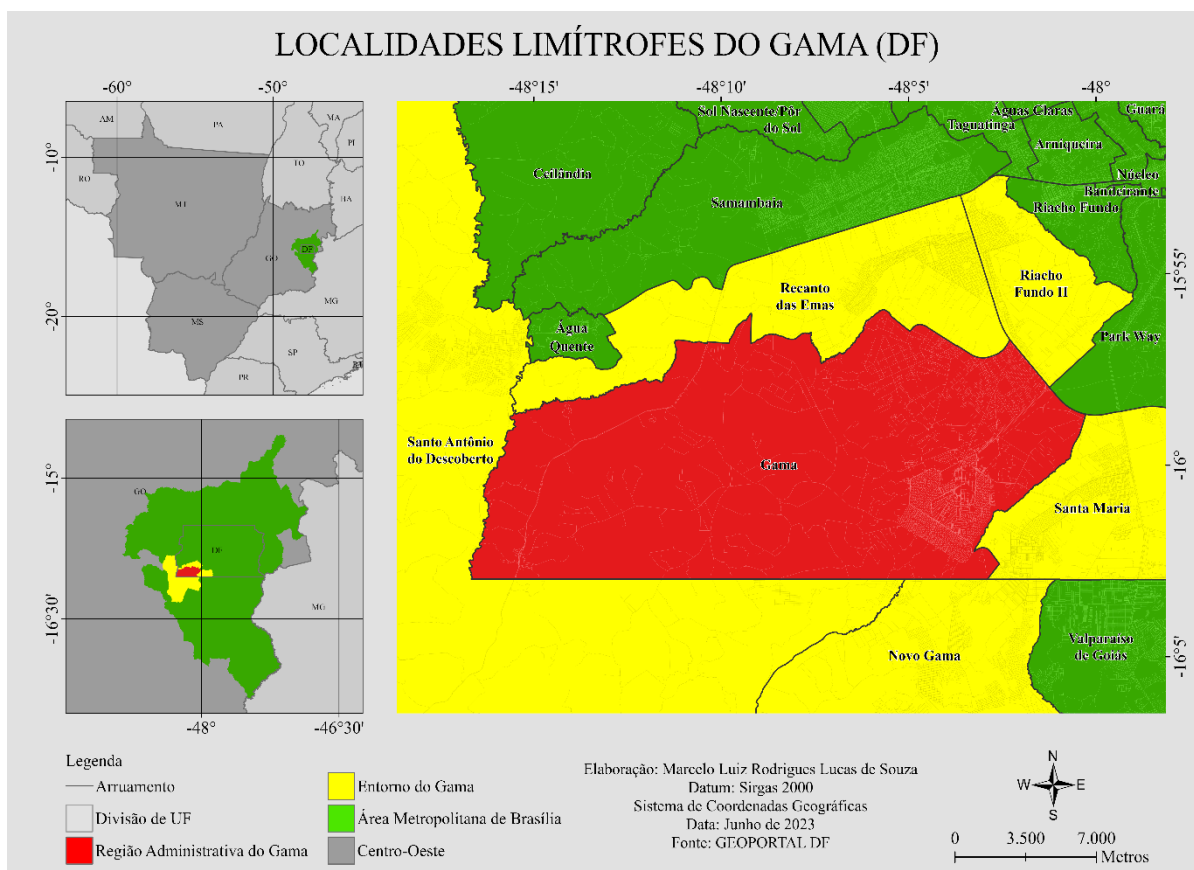 LOCALIDADES LIMÍTROFES DO GAMA (DF)
-60°
-50°
-10°
-20°
AM
PA
MA
PI
TO
RO
MT
BA
DF
GO
MG
MS
SP
PR
RJ
-15°
-16°30'
-48°
-46°30'
GO
DF
MG
-48°15'
-48°10'
-48°5'
-48°
-15°55'
-16°
-16°5'
Sol Nascente/Pôr
do Sol
Águas Claras
Guará
Taguatinga
Arniqueira
Ceilândia
Núcleo
Bandeirante
Samambaia
Riacho Fundo
Recanto
das Emas
Riacho
Fundo II
Água
Quente
Park Way
Santo Antônio
do Descoberto
Gama
Santa Maria
Novo Gama
Valparaíso
de Goiás
Legenda
Arruamento
Divisão de UF
Região Administrativa do Gama
Entorno do Gama
Área Metropolitana de Brasília
Centro-Oeste
Elaboração: Marcelo Luiz Rodrigues Lucas de Souza
Datum: Sirgas 2000
Sistema de Coordenadas Geográficas
Data: Junho de 2023
Fonte: GEOPORTAL DF
N
W
E
S
0 3.500 7.000
Metros